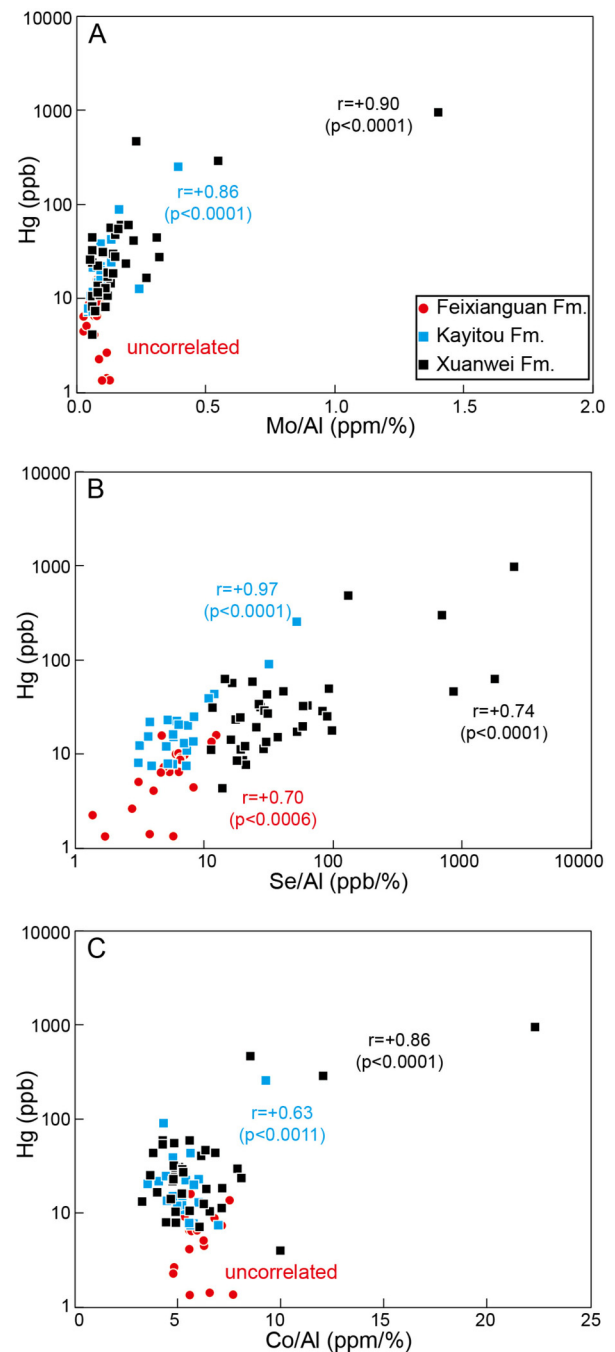 A
10000
1000
100
10
1
Hg (ppb)
r=+0.90
(p<0.0001)
r=+0.86
(p<0.0001)
uncorrelated
Feixianguan Fm.
Kayitou Fm.
Xuanwei Fm.
0.0 0.5 1.0 1.5 2.0
Mo/Al (ppm/%)
B
10000
1000
100
10
1
Hg (ppb)
r=+0.97
(p<0.0001)
r=+0.74
(p<0.0001)
r=+0.70
(p<0.0006)
1 10 100 1000 10000
Se/Al (ppb/%)
C
10000
1000
100
10
1
Hg (ppb)
r=+0.86
(p<0.0001)
r=+0.63
(p<0.0011)
uncorrelated
0 5 10 15 20 25
Co/Al (ppm/%)